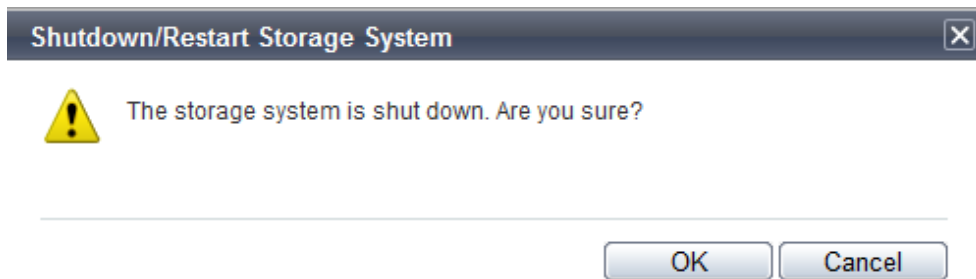 Shutdown/Restart Storage System
The storage system is shut down. Are you sure?
OK Cancel